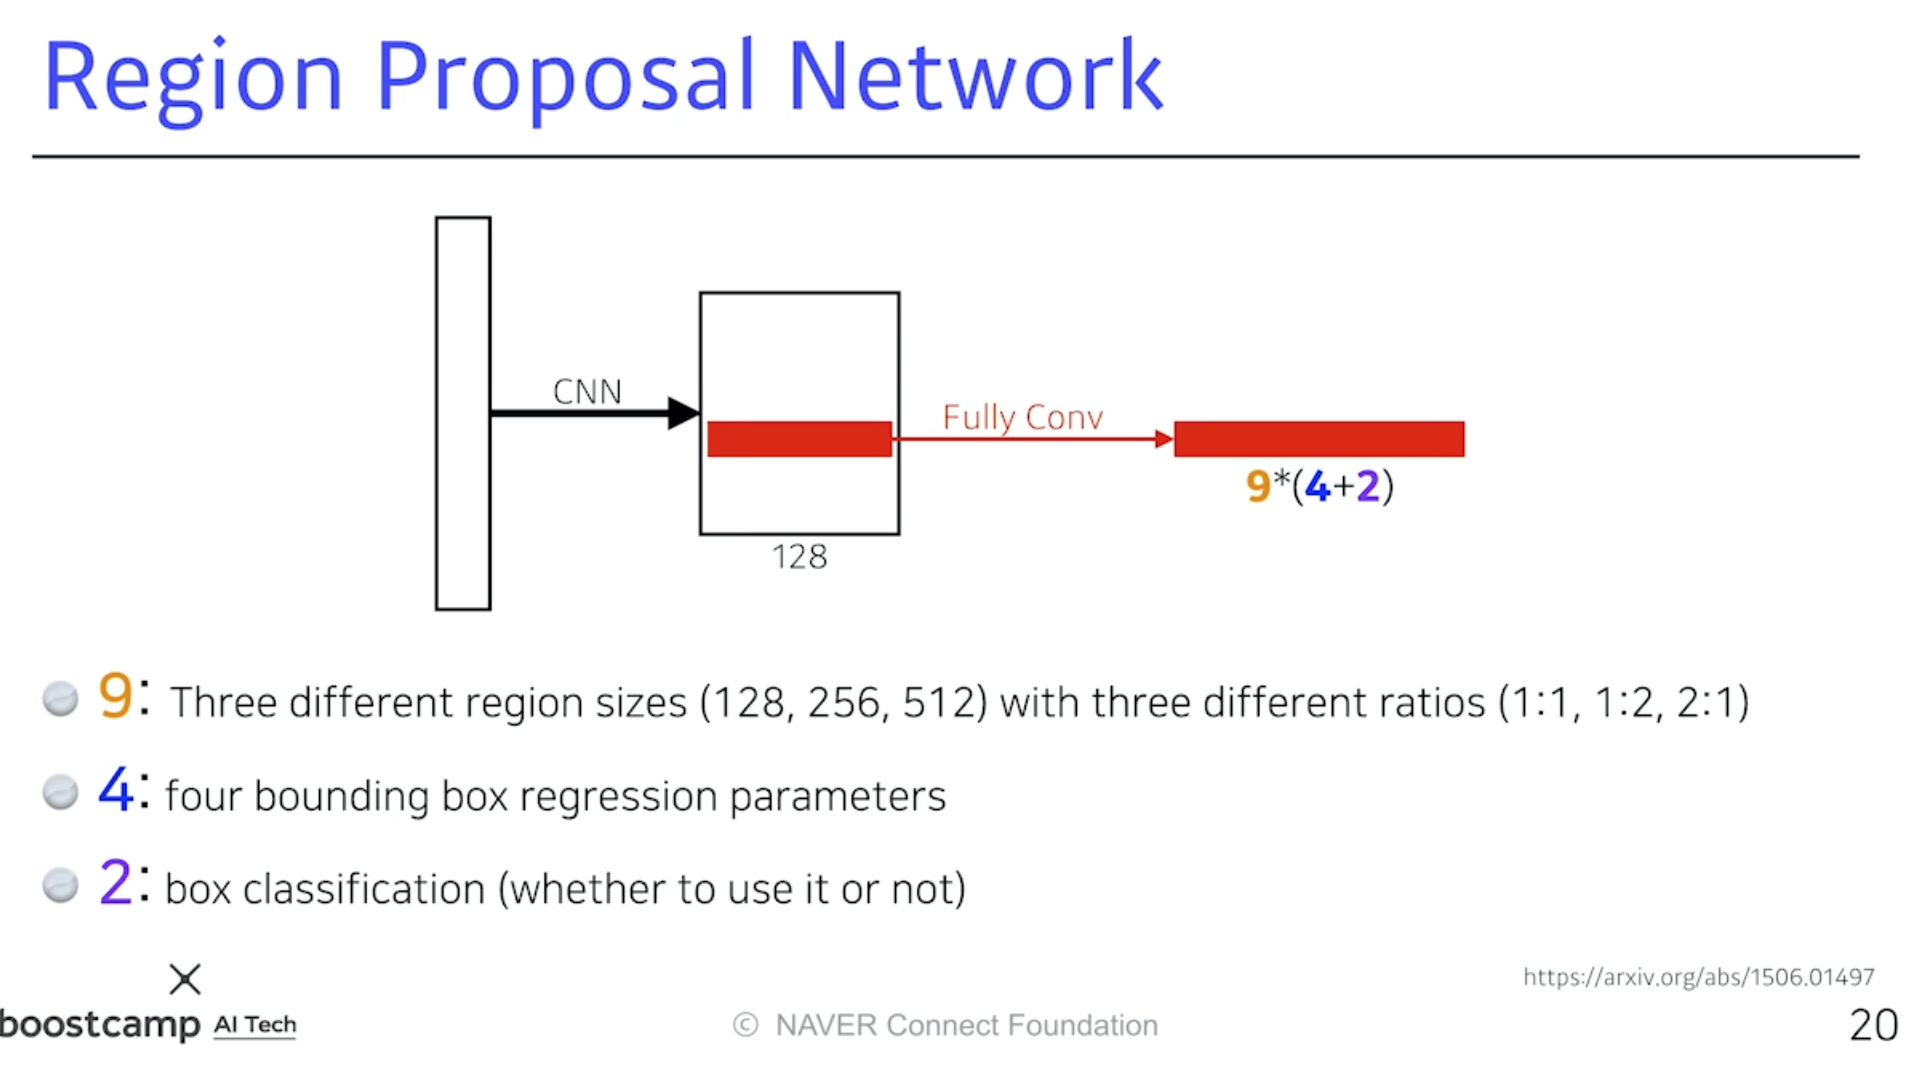 Region Proposal Network
CNN
Fully Conv
9*(4+2)
128
9: Three different region sizes (128, 256, 512) with three different ratios (1:1, 1:2, 2:1)
4: four bounding box regression parameters
2: box classification (whether to use it or not)
https://arxiv.org/abs/1506.01497
boostcamp AI Tech
© NAVER Connect Foundation
20